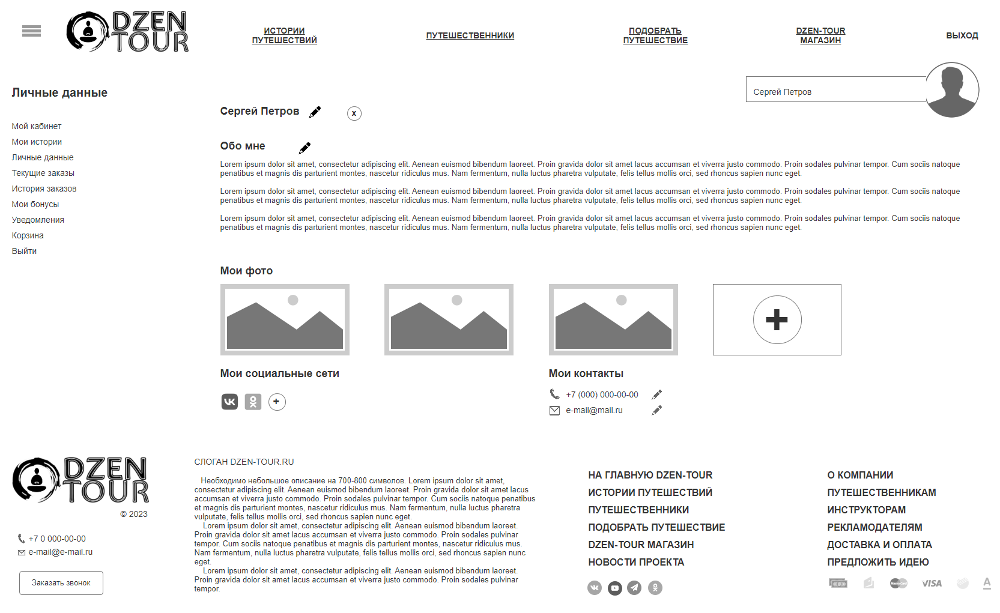 DZEN
TOUR
ИСТОРИИ
ПУТЕШЕСТВИЙ
ПУТЕШЕСТВЕННИКИ
ПОДОБРАТЬ
ПУТЕШЕСТВИЕ
DZEN-TOUR
МАГАЗИН
ВЫХОД
Сергей Петров
Личные данные
Мой кабинет
Мои истории
Личные данные
Текущие заказы
История заказов
Мои бонусы
Уведомления
Корзина
Выйти
Сергей Петров
x
Обо мне
Lorem ipsum dolor sit amet, consectetur adipiscing elit. Aenean euismod bibendum laoreet. Proin gravida dolor sit amet lacus accumsan et viverra justo commodo. Proin sodales pulvinar tempor. Cum sociis natoque
penatibus et magnis dis parturient montes, nascetur ridiculus mus. Nam fermentum, nulla luctus pharetra vulputate, felis tellus mollis orci, sed rhoncus sapien nunc eget.
Lorem ipsum dolor sit amet, consectetur adipiscing elit. Aenean euismod bibendum laoreet. Proin gravida dolor sit amet lacus accumsan et viverra justo commodo. Proin sodales pulvinar tempor. Cum sociis natoque
penatibus et magnis dis parturient montes, nascetur ridiculus mus. Nam fermentum, nulla luctus pharetra vulputate, felis tellus mollis orci, sed rhoncus sapien nunc eget.
Lorem ipsum dolor sit amet, consectetur adipiscing elit. Aenean euismod bibendum laoreet. Proin gravida dolor sit amet lacus accumsan et viverra justo commodo. Proin sodales pulvinar tempor. Cum sociis natoque
penatibus et magnis dis parturient montes, nascetur ridiculus mus. Nam fermentum, nulla luctus pharetra vulputate, felis tellus mollis orci, sed rhoncus sapien nunc eget.
Мои фото
+
Мои социальные сети
+
Мои контакты
+7 (000) 000-00-00
e-mail@mail.ru
DZEN
TOUR
© 2023
+7 0 000-00-00
e-mail@e-mail.ru
Заказать звонок
СЛОГАН DZEN-TOUR.RU
Необходимо небольшое описание на 700-800 символов. Lorem ipsum dolor sit amet,
consectetur adipiscing elit. Aenean euismod bibendum laoreet. Proin gravida dolor sit amet lacus
accumsan et viverra justo commodo. Proin sodales pulvinar tempor. Cum sociis natoque penatibus
et magnis dis parturient montes, nascetur ridiculus mus. Nam fermentum, nulla luctus pharetra
vulputate, felis tellus mollis orci, sed rhoncus sapien nunc eget.
Lorem ipsum dolor sit amet, consectetur adipiscing elit. Aenean euismod bibendum laoreet.
Proin gravida dolor sit amet lacus accumsan et viverra justo commodo. Proin sodales pulvinar
tempor. Cum sociis natoque penatibus et magnis dis parturient montes, nascetur ridiculus mus.
Nam fermentum, nulla luctus pharetra vulputate, felis tellus mollis orci, sed rhoncus sapien nunc
eget.
Lorem ipsum dolor sit amet, consectetur adipiscing elit. Aenean euismod bibendum laoreet.
Proin gravida dolor sit amet lacus accumsan et viverra justo commodo. Proin sodales pulvinar
tempor.
НА ГЛАВНУЮ DZEN-TOUR
ИСТОРИИ ПУТЕШЕСТВИЙ
ПУТЕШЕСТВЕННИКИ
ПОДОБРАТЬ ПУТЕШЕСТВИЕ
DZEN-TOUR МАГАЗИН
НОВОСТИ ПРОЕКТА
О КОМПАНИИ
ПУТЕШЕСТВЕННИКАМ
ИНСТРУКТОРАМ
РЕКЛАМОДАТЕЛЯМ
ДОСТАВКА И ОПЛАТА
ПРЕДЛОЖИТЬ ИДЕЮ
MasterCard
VISA
А